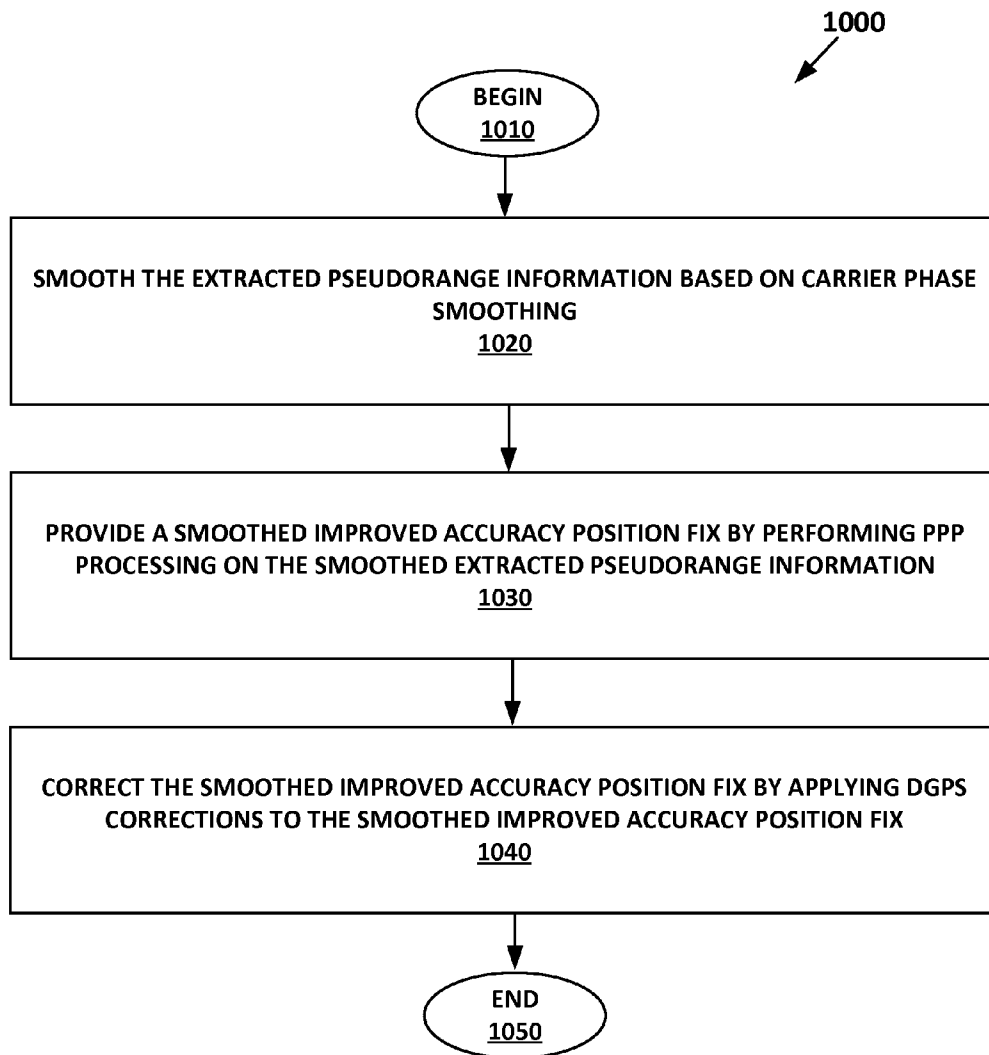 1000
BEGIN
1010
SMOOTH THE EXTRACTED PSEUDORANGE INFORMATION BASED ON CARRIER PHASE
SMOOTHING
1020
PROVIDE A SMOOTHED IMPROVED ACCURACY POSITION FIX BY PERFORMING PPP
PROCESSING ON THE SMOOTHED EXTRACTED PSEUDORANGE INFORMATION
1030
CORRECT THE SMOOTHED IMPROVED ACCURACY POSITION FIX BY APPLYING DGPS
CORRECTIONS TO THE SMOOTHED IMPROVED ACCURACY POSITION FIX
1040
END
1050